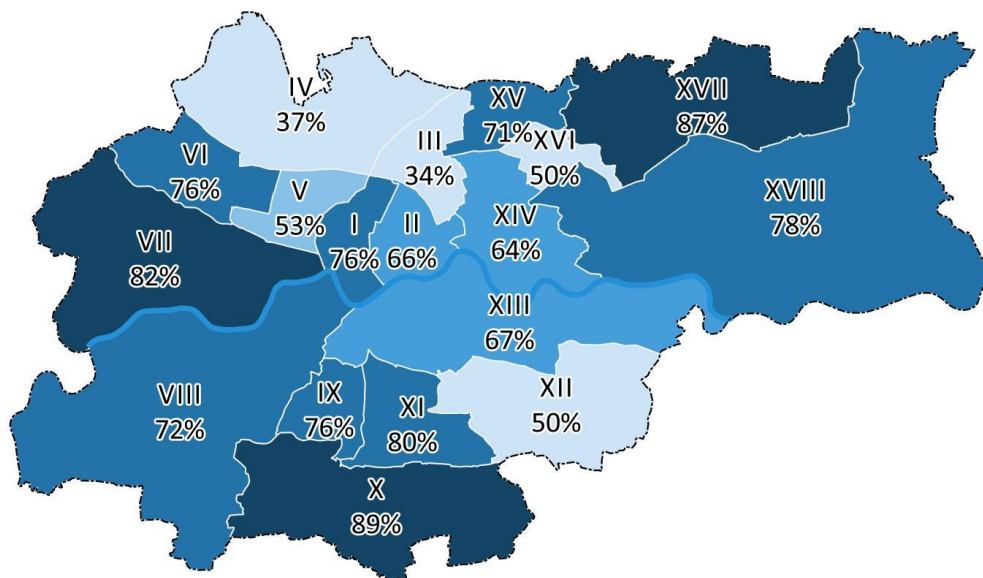 IV
37%
XV
71%
XVII
87%
III
34%
XVI
50%
VI
76%
V
53%
XVIII
78%
I
76%
II
66%
XIV
64%
VII
82%
XIII
67%
VIII
72%
IX
76%
XI
80%
XII
50%
X
89%